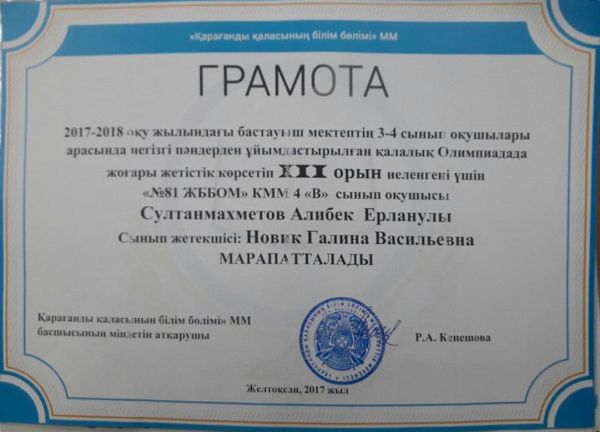 «Қарағанды қаласының білім бөлімі» ММ
ГРАМОТА
2017-2018 оқу жылындағы бастауыш мектептің 3-4 сынып оқушылары
арасында негізгі пәндерден ұйымдастырылған қалалық Олимпиадада
жоғары жетістік көрсетіп III орын иеленгені үшін
«№81 ЖББОМ» КММ 4 «В» сынып оқушысы
Султанмахметов Алибек Ерланулы
Сынып жетекшісі: Новик Галина Васильевна
МАРАПАТТАЛАДЫ
Қарағанды қаласының білім бөлімі» ММ
басшысының міндетін атқарушы
Р.А. Кенешова
Желтоқсан, 2017 жыл